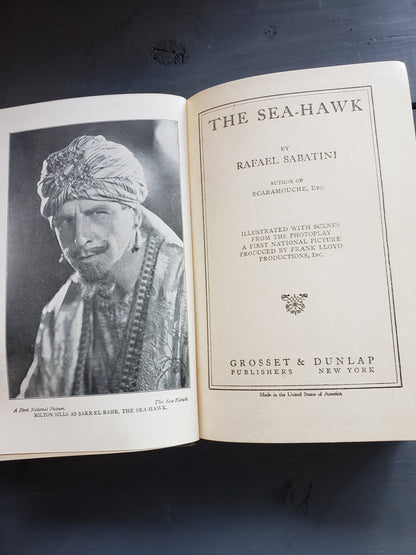 A First National Picture.
The Sea-Hawk.
MILTON SILLS AS SAKR-EL-BAHR, THE SEA-HAWK.
THE SEA-HAWK
BY
RAFAEL SABATINI
AUTHOR OF
SCARAMOUCHE, ETC.
ILLUSTRATED WITH SCENES
FROM THE PHOTOPLAY
A FIRST NATIONAL PICTURE
PRODUCED BY FRANK LLOYD
PRODUCTIONS, INC.
GROSSET & DUNLAP
PUBLISHERS NEW YORK
Made in the United States of America